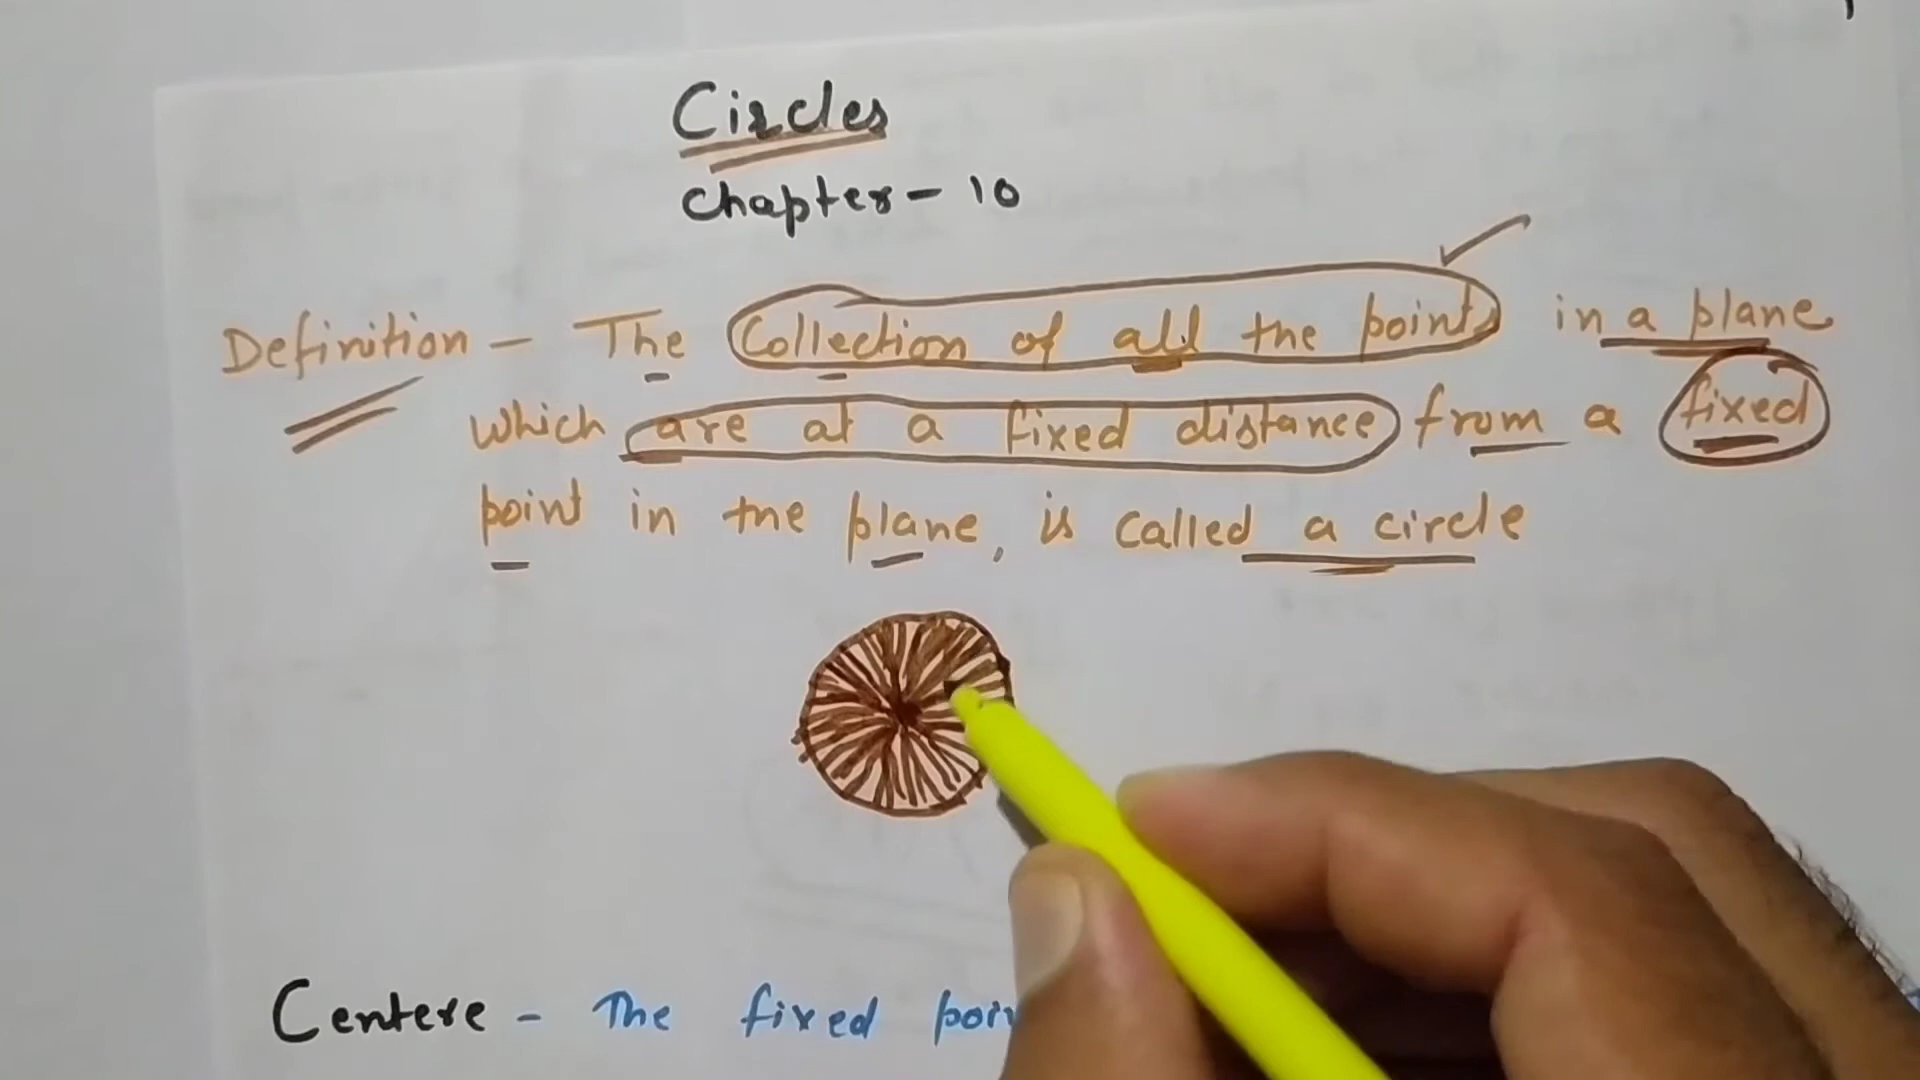 Circles
Chapter - 10
Definition - The Collection of all the points in a plane
which are at a fixed distance from a fixed
point in the plane, is called a circle
Centere - The fixed